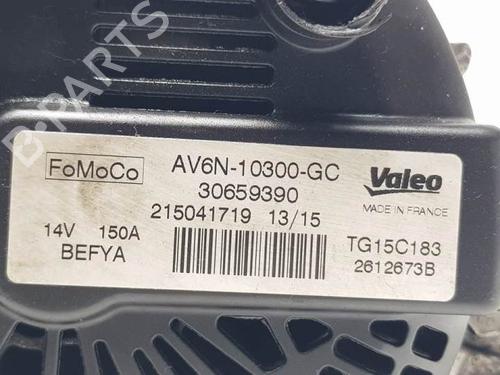 B-PARTS
FoMoCo
AV6N-10300-GC
30659390
215041719 13/15
14V 150A
BEFYA
Valeo
MADE IN FRANCE
TG15C183
2612673B